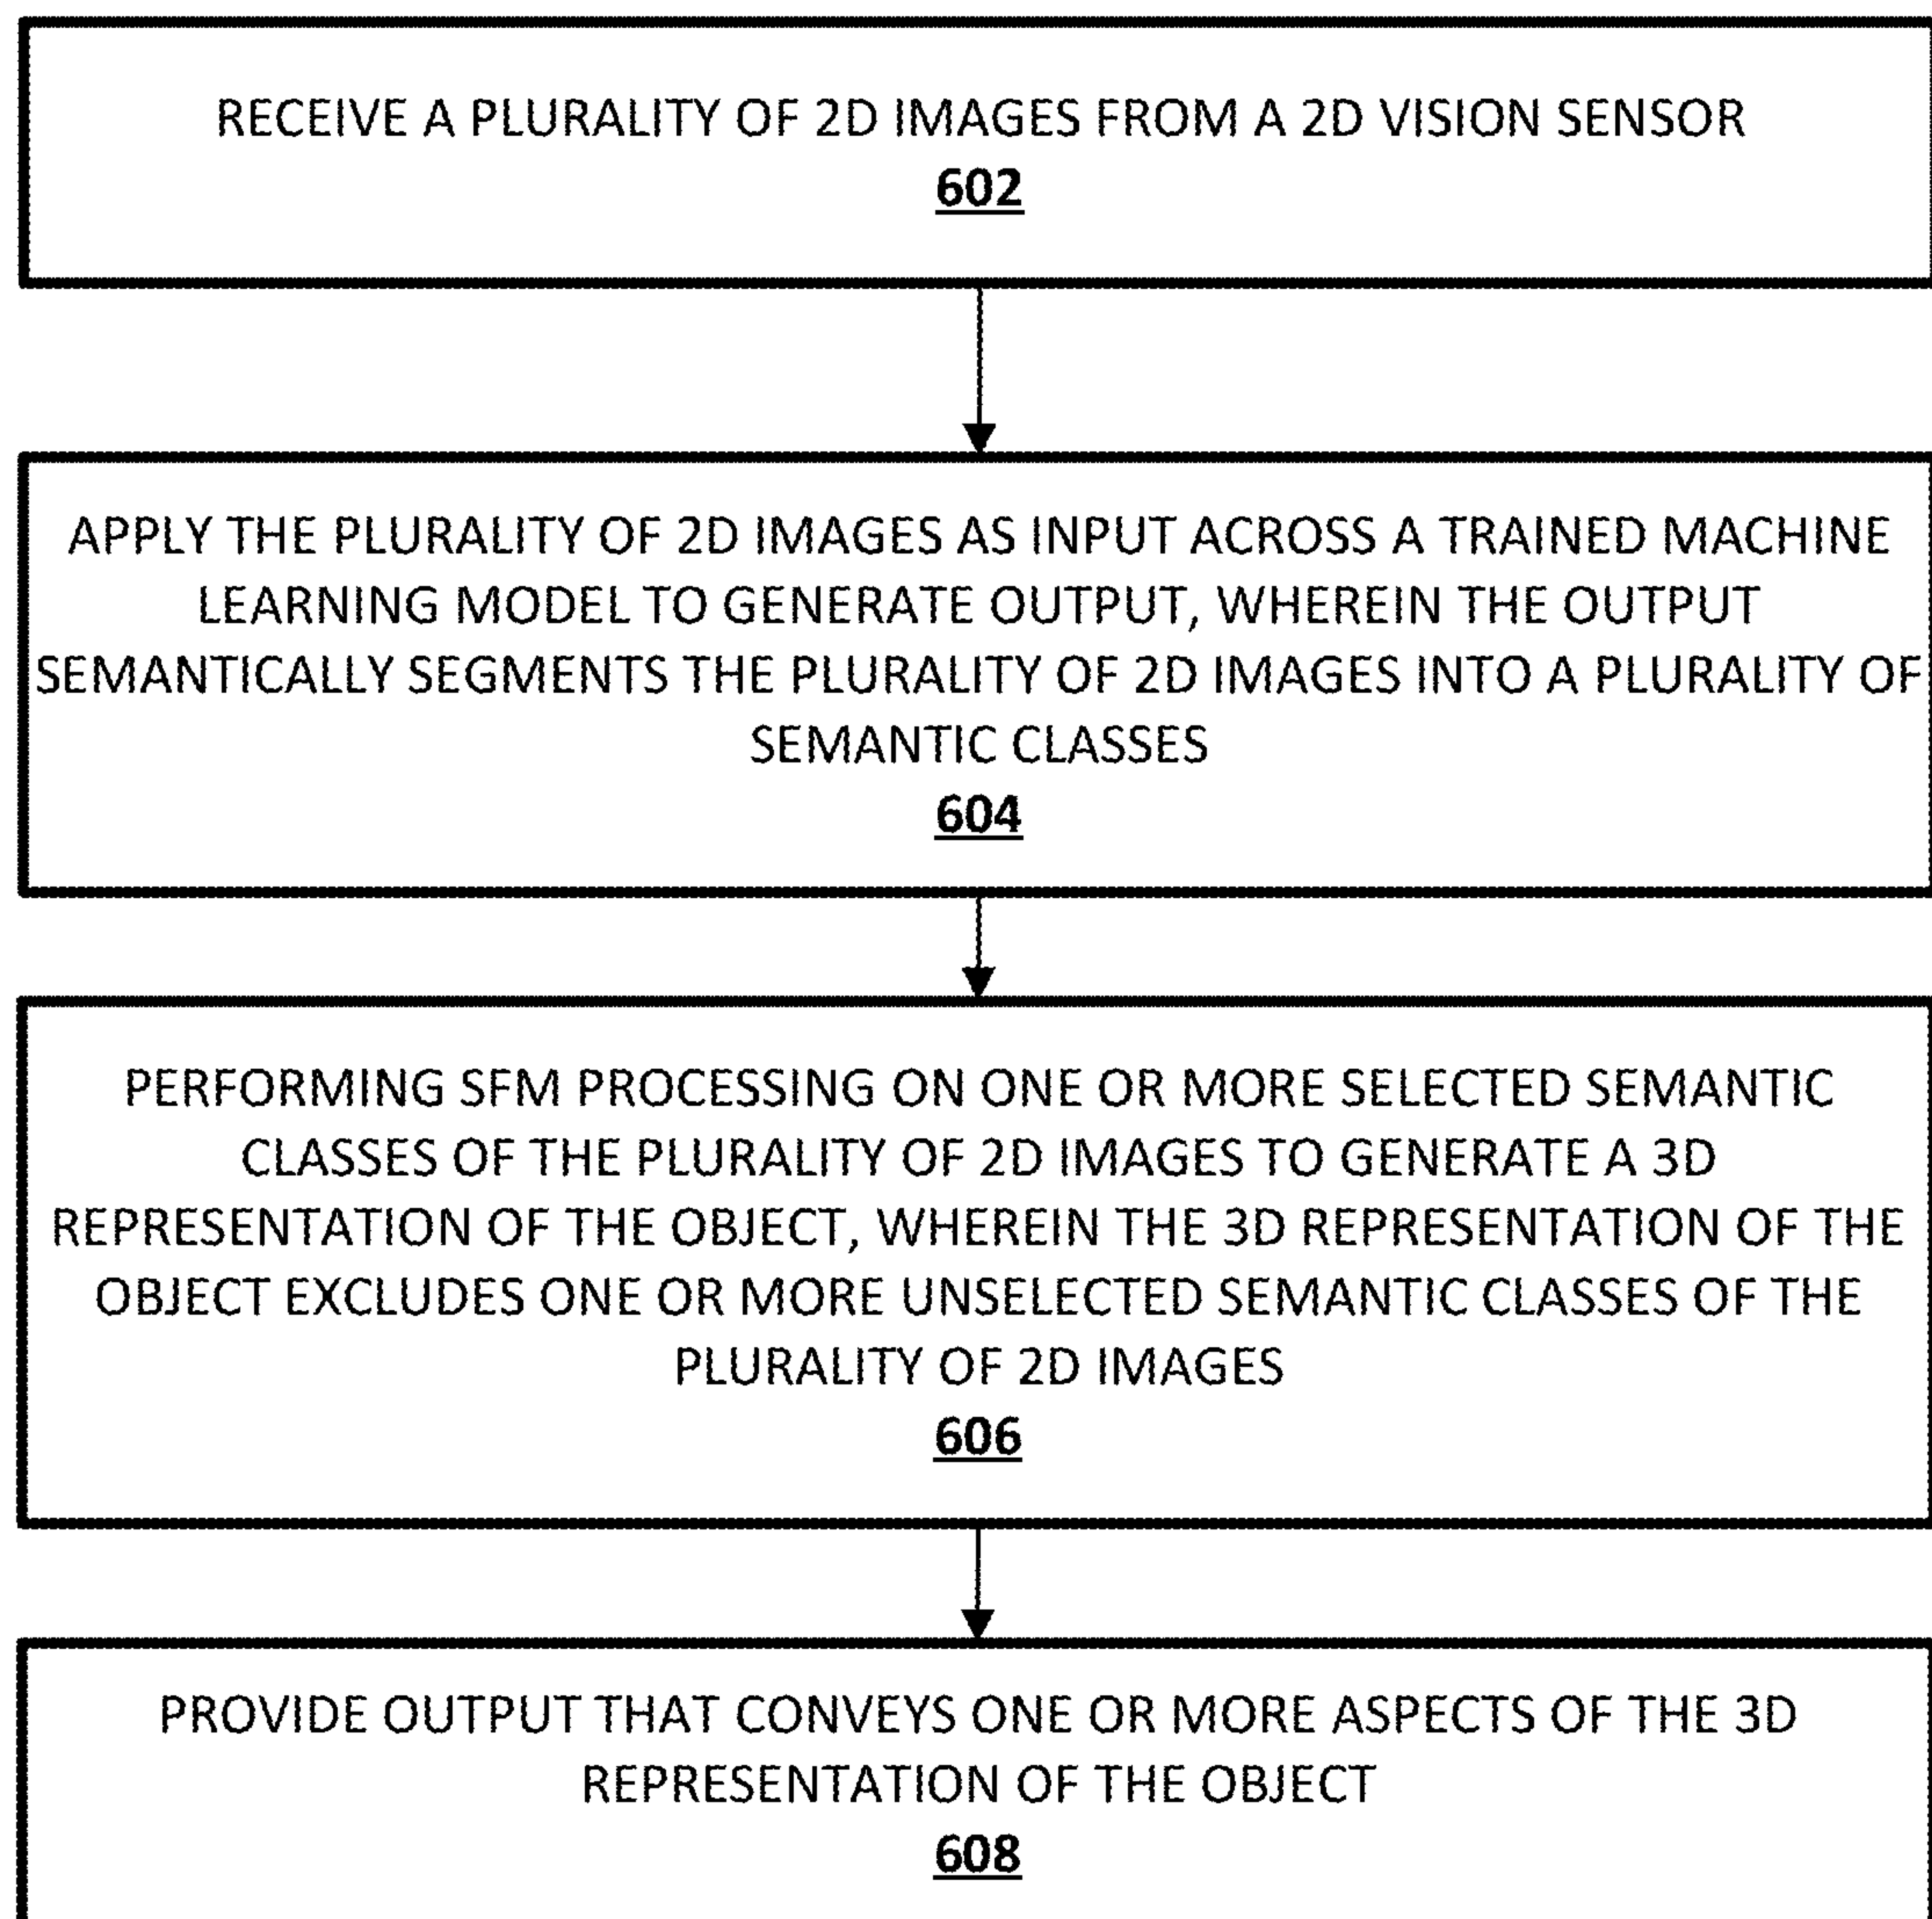 RECEIVE A PLURALITY OF 2D IMAGES FROM A 2D VISION SENSOR
602
APPLY THE PLURALITY OF 2D IMAGES AS INPUT ACROSS A TRAINED MACHINE
LEARNING MODEL TO GENERATE OUTPUT, WHEREIN THE OUTPUT
SEMANTICALLY SEGMENTS THE PLURALITY OF 2D IMAGES INTO A PLURALITY OF
SEMANTIC CLASSES
604
PERFORMING SFM PROCESSING ON ONE OR MORE SELECTED SEMANTIC
CLASSES OF THE PLURALITY OF 2D IMAGES TO GENERATE A 3D
REPRESENTATION OF THE OBJECT, WHEREIN THE 3D REPRESENTATION OF THE
OBJECT EXCLUDES ONE OR MORE UNSELECTED SEMANTIC CLASSES OF THE
PLURALITY OF 2D IMAGES
606
PROVIDE OUTPUT THAT CONVEYS ONE OR MORE ASPECTS OF THE 3D
REPRESENTATION OF THE OBJECT
608